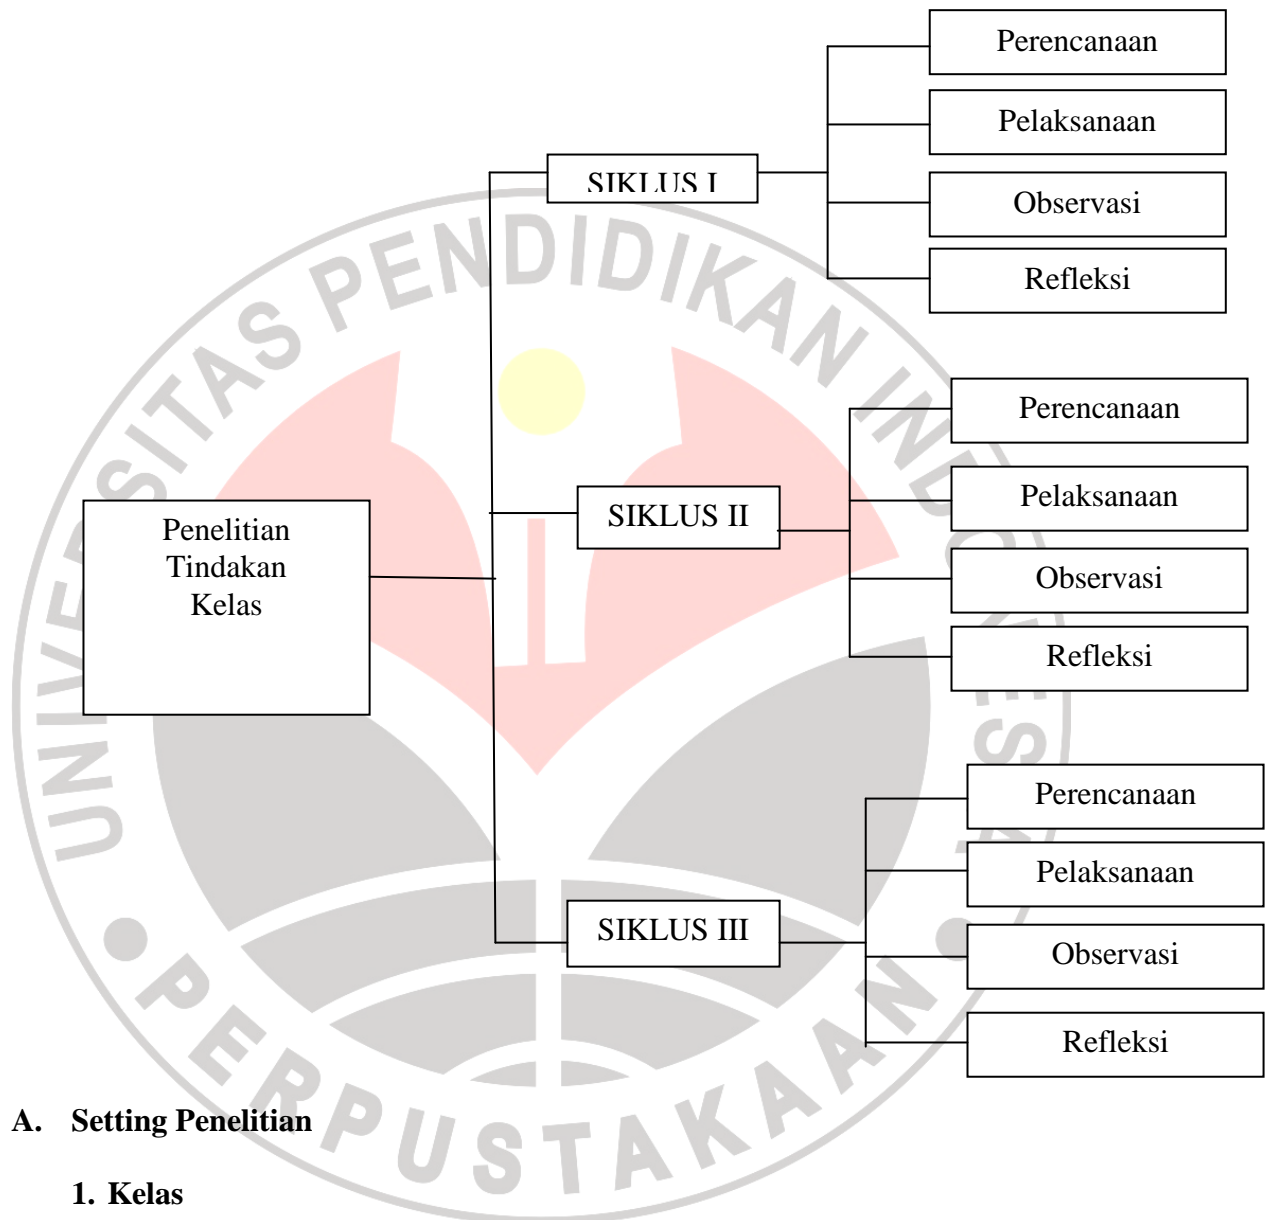 Perencanaan
Pelaksanaan
SIKLUS I
Observasi
Refleksi
Perencanaan
Pelaksanaan
SIKLUS II
Penelitian
Tindakan
Kelas
Observasi
Refleksi
Perencanaan
Pelaksanaan
SIKLUS III
Observasi
Refleksi
A. Setting Penelitian
1. Kelas
UNIVERSITAS PENDIDIKAN INDONESIA
PERPUSTAKAAN